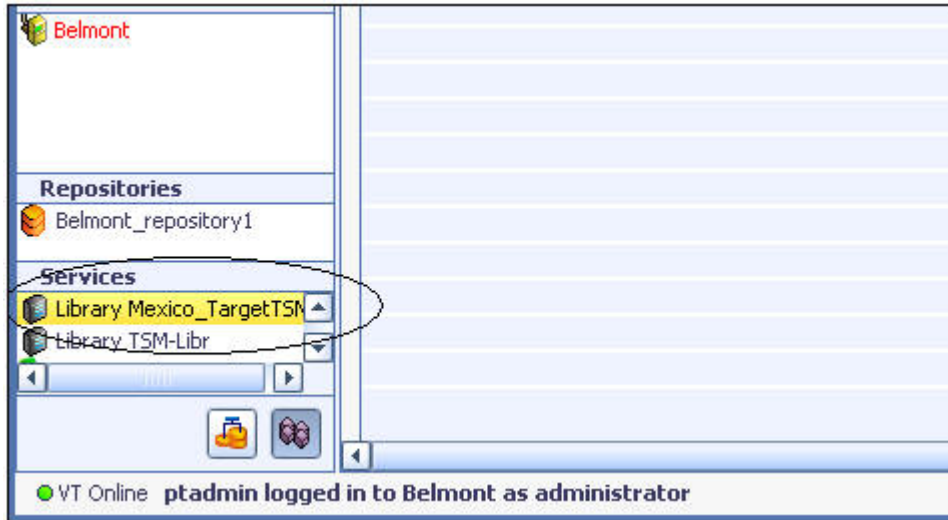 Belmont
Repositories
Belmont_repository1
Services
Library Mexico_TargetTSM
Library TSM-Libr
VT Online ptadmin logged in to Belmont as administrator